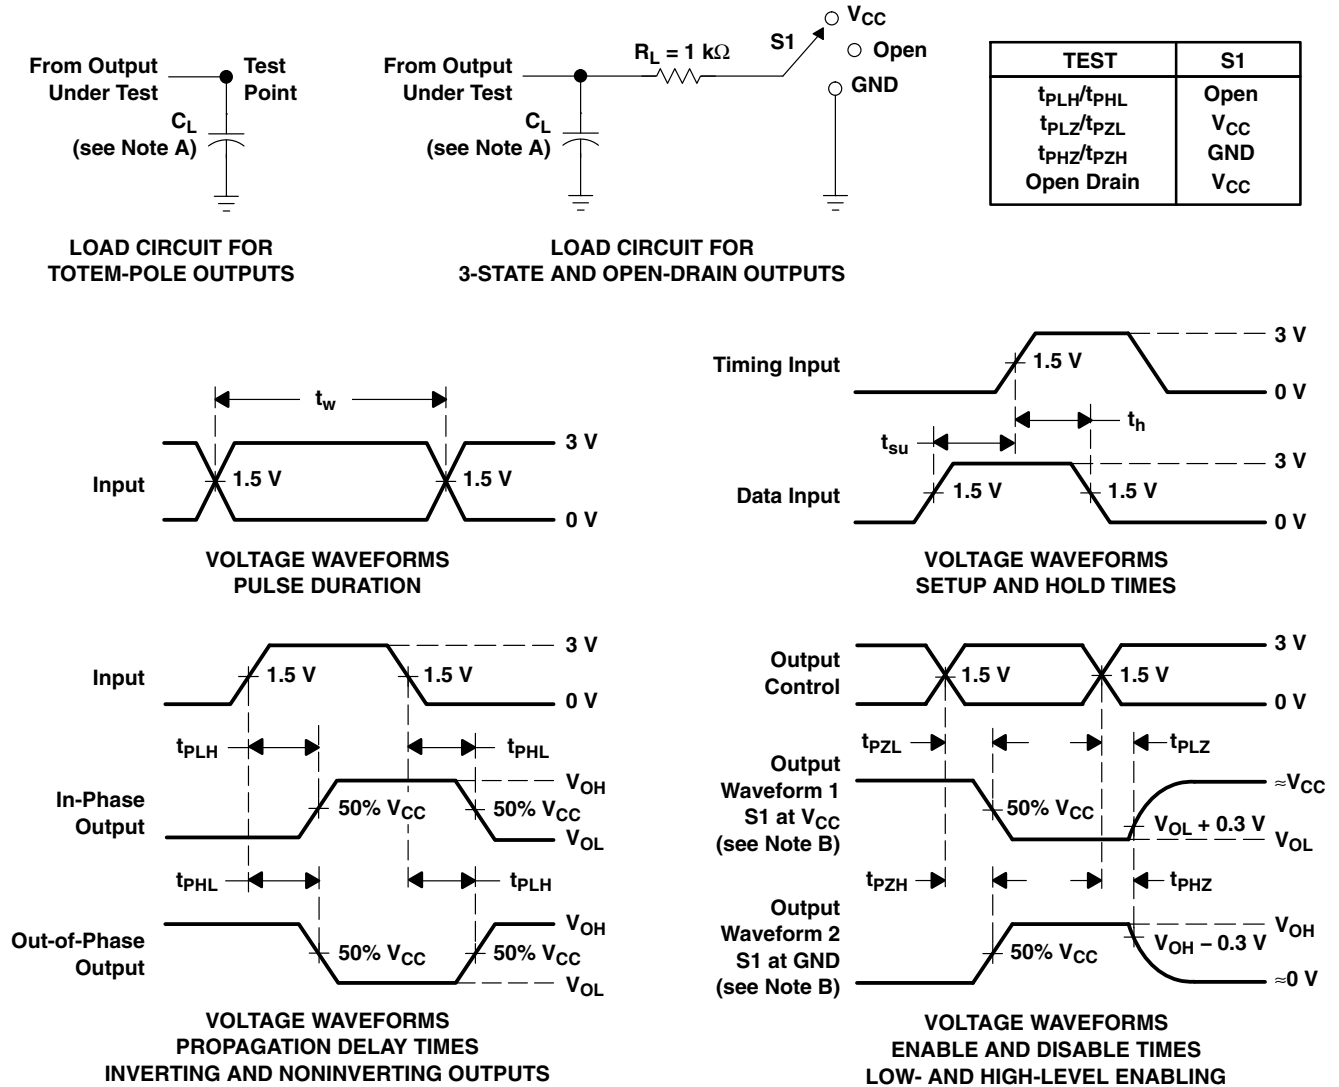 From Output
Under Test
Test
Point
CL
(see Note A)
LOAD CIRCUIT FOR
TOTEM-POLE OUTPUTS
From Output
Under Test
CL
(see Note A)
RL = 1 kΩ
S1
VCC
Open
GND
LOAD CIRCUIT FOR
3-STATE AND OPEN-DRAIN OUTPUTS
TEST S1
tPLH/tPHL Open
tPLZ/tPZL VCC
tPHZ/tPZH GND
Open Drain VCC
tw
Input
1.5 V
1.5 V
3 V
0 V
VOLTAGE WAVEFORMS
PULSE DURATION
Timing Input
1.5 V
3 V
0 V
th
tsu
Data Input
1.5 V
1.5 V
3 V
0 V
VOLTAGE WAVEFORMS
SETUP AND HOLD TIMES
Input
1.5 V
1.5 V
3 V
0 V
tPLH
tPHL
In-Phase
Output
50% VCC
50% VCC
VOH
VOL
tPHL
tPLH
Out-of-Phase
Output
50% VCC
50% VCC
VOH
VOL
VOLTAGE WAVEFORMS
PROPAGATION DELAY TIMES
INVERTING AND NONINVERTING OUTPUTS
Output
Control
1.5 V
1.5 V
3 V
0 V
tPZL
tPLZ
Output
Waveform 1
S1 at VCC
(see Note B)
50% VCC
VOL + 0.3 V
≈VCC
VOL
tPZH
tPHZ
Output
Waveform 2
S1 at GND
(see Note B)
50% VCC
VOH − 0.3 V
VOH
≈0 V
VOLTAGE WAVEFORMS
ENABLE AND DISABLE TIMES
LOW- AND HIGH-LEVEL ENABLING